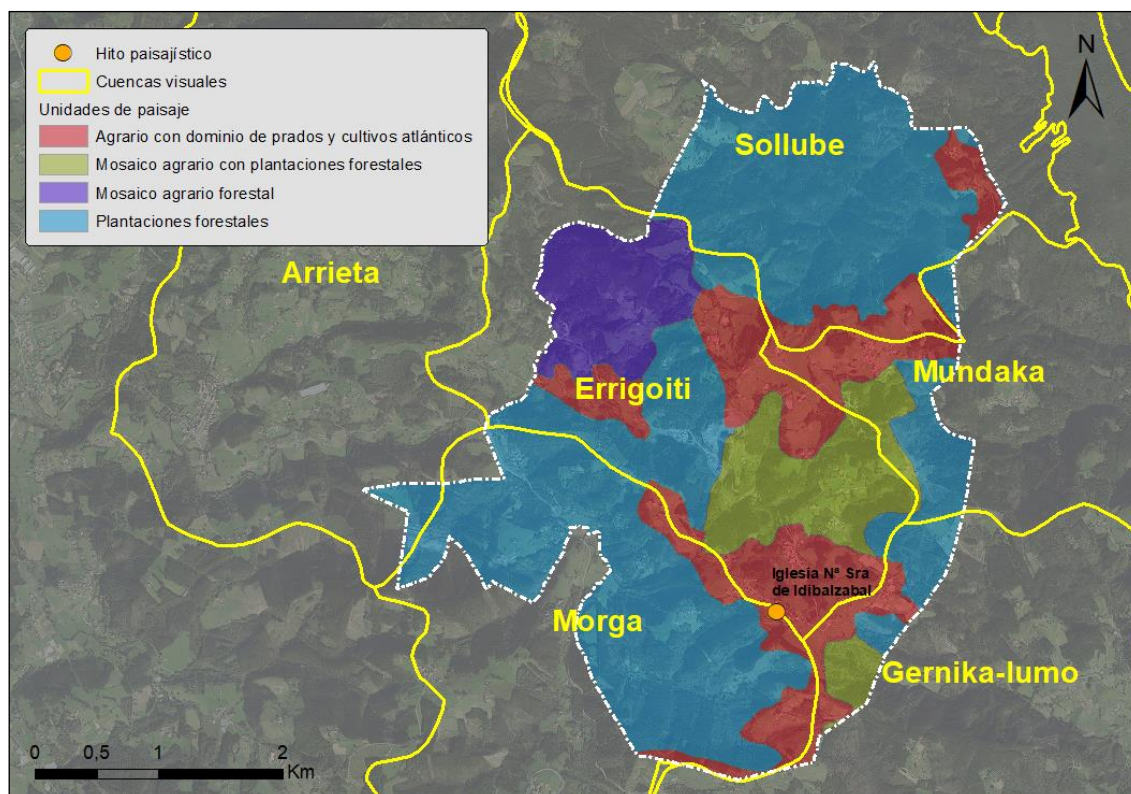 Hito paisajístico
Cuencas visuales
Unidades de paisaje
Agrario con dominio de prados y cultivos atlánticos
Mosaico agrario con plantaciones forestales
Mosaico agrario forestal
Plantaciones forestales
N
Sollube
Arrieta
Errigoiti
Mundaka
Iglesia Nª Sra
de Idibalzabal
Morga
Gernika-lumo
0 0,5 1 2
Km